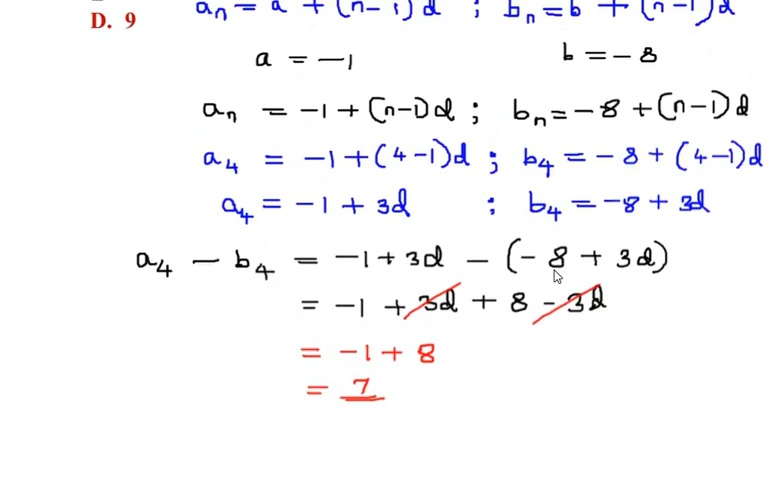 aₙ = a + (n-1)d ; bₙ = b + (n-1)d
D. 9
a = -1 b = -8
aₙ = -1 + (n-1)d ; bₙ = -8 + (n-1)d
a₄ = -1 + (4-1)d ; b₄ = -8 + (4-1)d
a₄ = -1 + 3d ; b₄ = -8 + 3d
a₄ - b₄ = -1 + 3d - (-8 + 3d)
= -1 + 3d + 8 - 3d
= -1 + 8
= 7